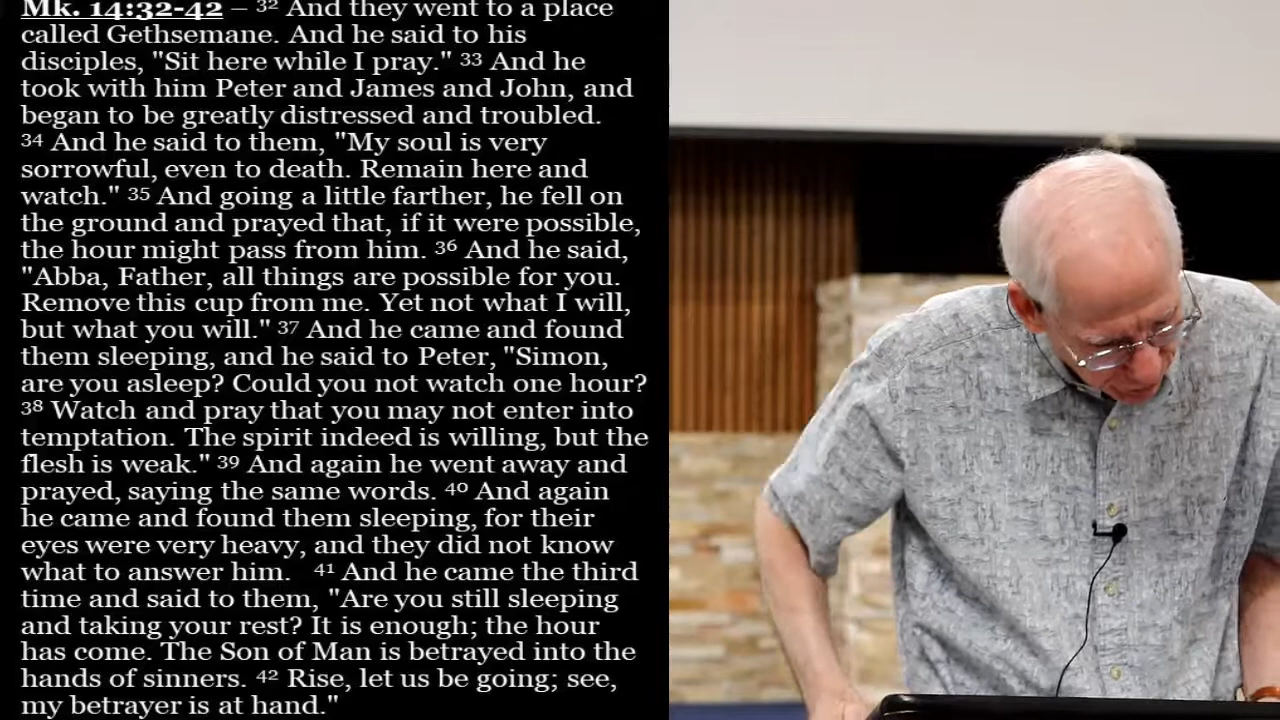 Mk. 14:32-42 – 32 And they went to a place
called Gethsemane. And he said to his
disciples, "Sit here while I pray." 33 And he
took with him Peter and James and John, and
began to be greatly distressed and troubled.
34 And he said to them, "My soul is very
sorrowful, even to death. Remain here and
watch." 35 And going a little farther, he fell on
the ground and prayed that, if it were possible,
the hour might pass from him. 36 And he said,
"Abba, Father, all things are possible for you.
Remove this cup from me. Yet not what I will,
but what you will." 37 And he came and found
them sleeping, and he said to Peter, "Simon,
are you asleep? Could you not watch one hour?
38 Watch and pray that you may not enter into
temptation. The spirit indeed is willing, but the
flesh is weak." 39 And again he went away and
prayed, saying the same words. 40 And again
he came and found them sleeping, for their
eyes were very heavy, and they did not know
what to answer him. 41 And he came the third
time and said to them, "Are you still sleeping
and taking your rest? It is enough; the hour
has come. The Son of Man is betrayed into the
hands of sinners. 42 Rise, let us be going; see,
my betrayer is at hand."